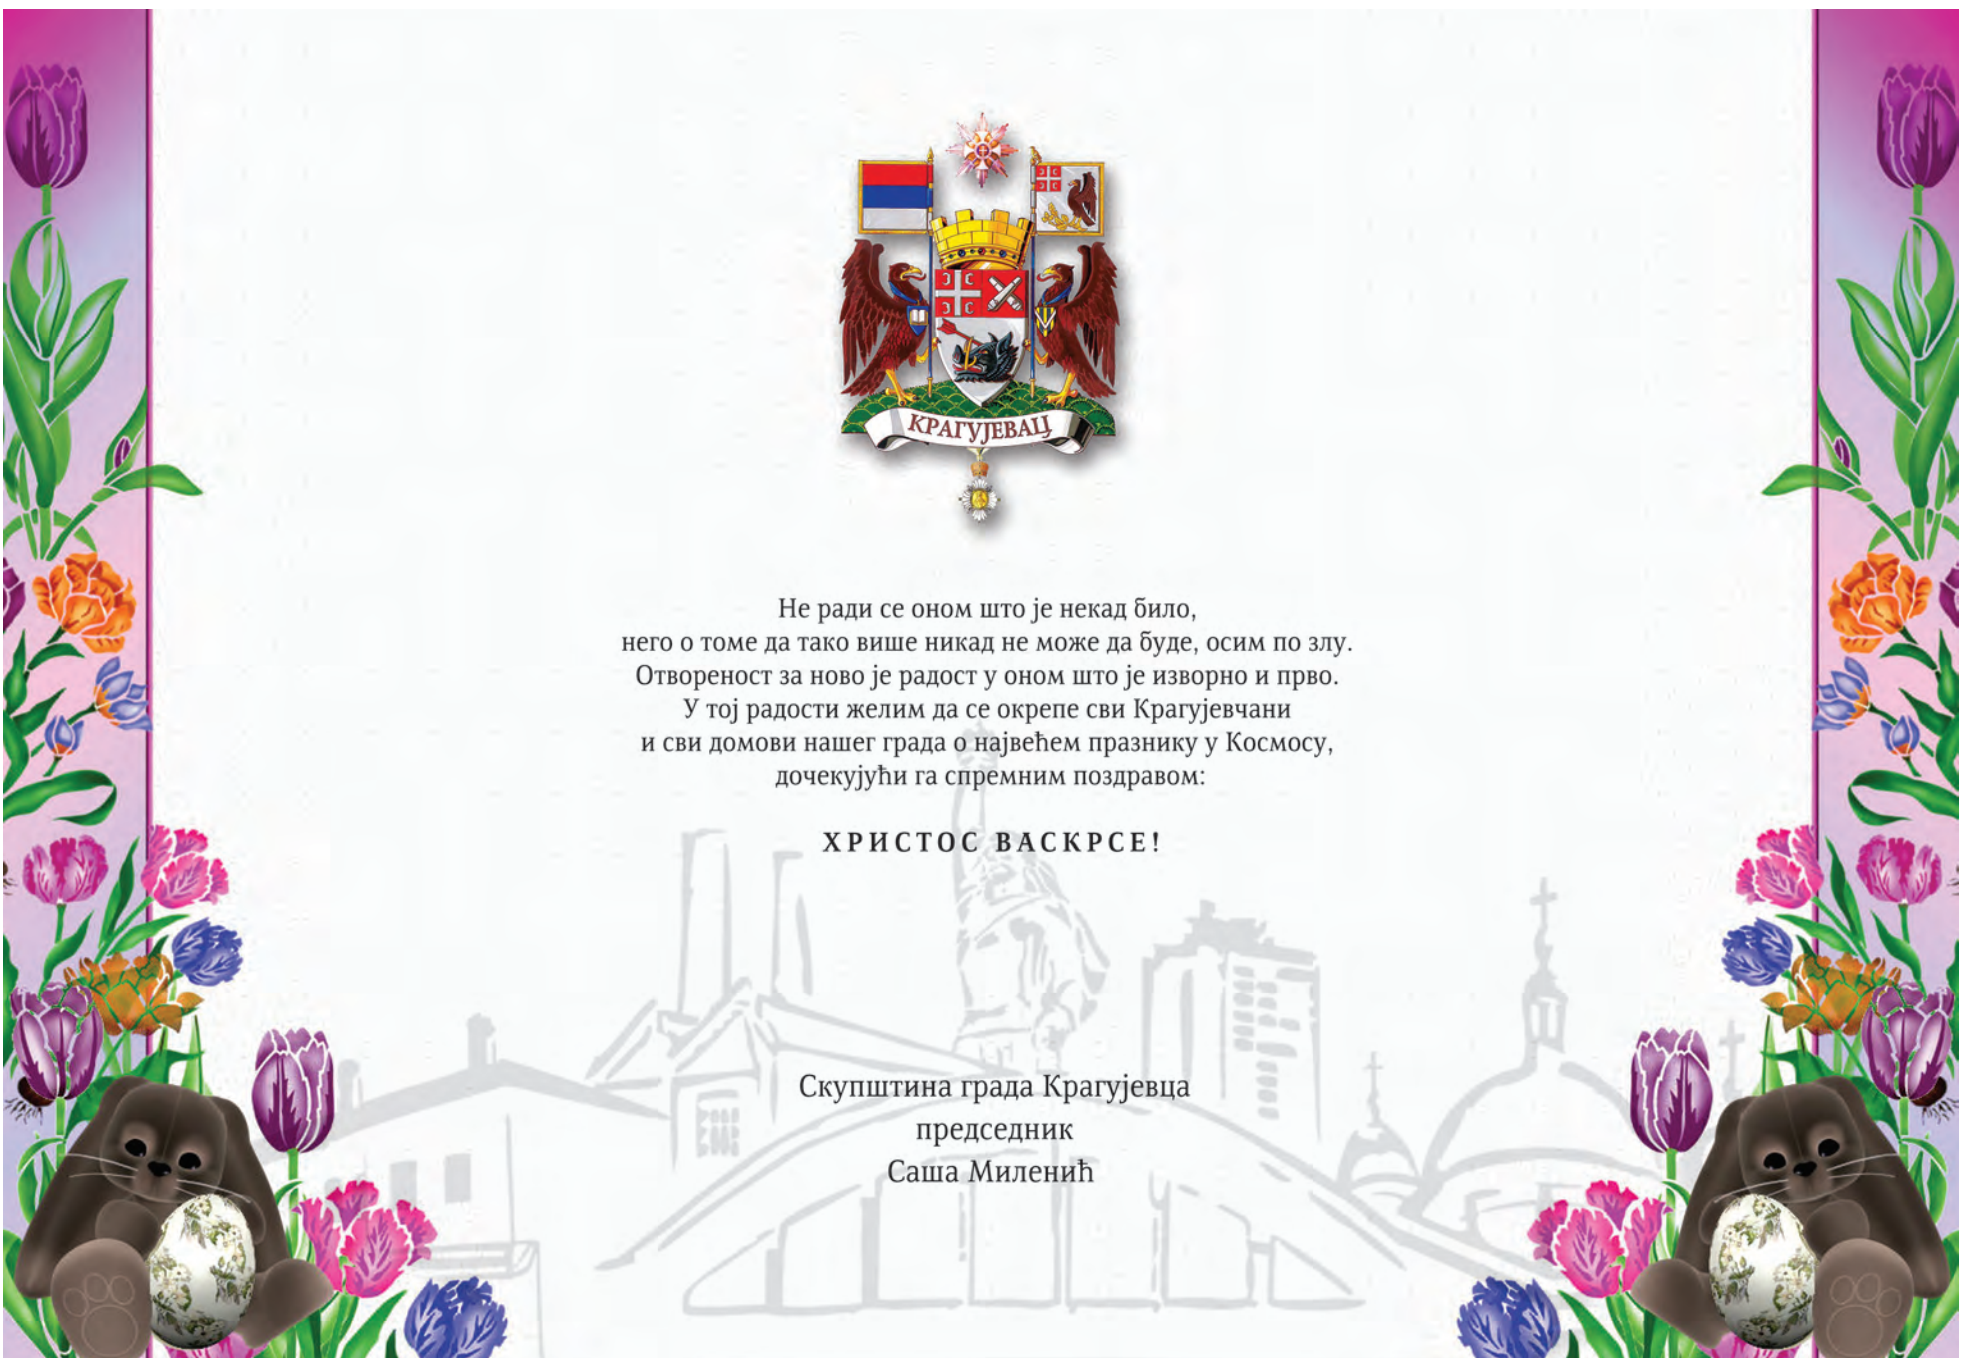 КРАГУЈЕВАЦ
Не ради се оном што је некад било,
него о томе да тако више никад не може да буде, осим по злу.
Отвореност за ново је радост у оном што је изворно и прво.
У тој радости желим да се окрепе сви Крагујевчани
и сви домови нашег града о највећем празнику у Космосу,
дочекујући га спремним поздравом:
ХРИСТОС ВАСКРСЕ!
Скупштина града Крагујевца
председник
Саша Миленић